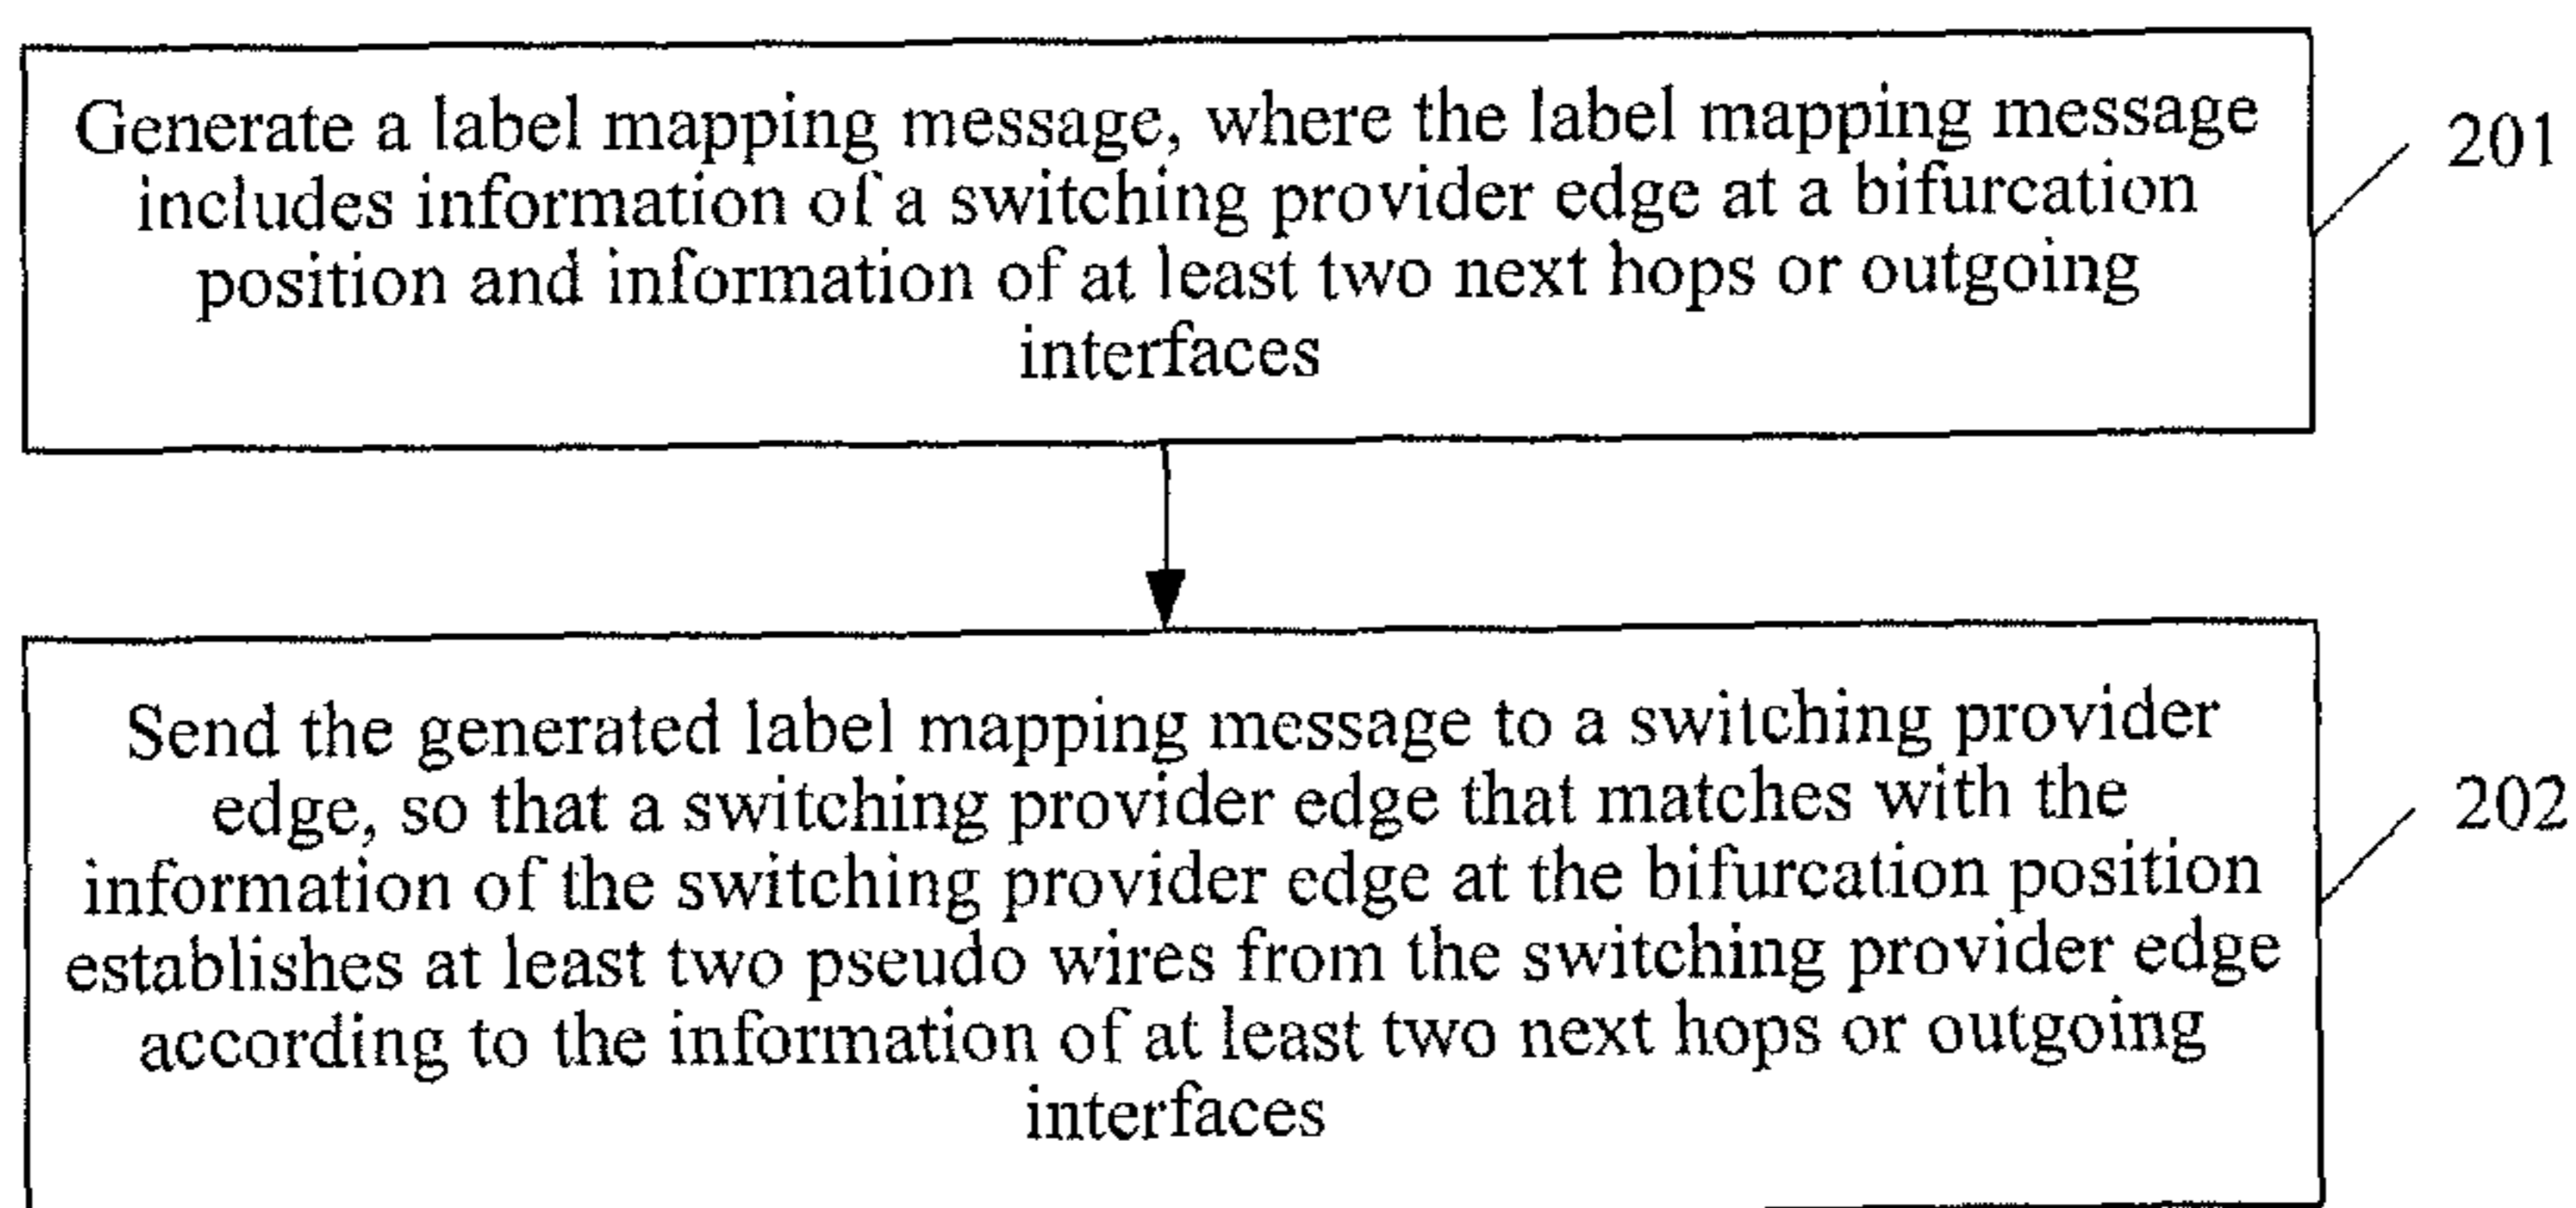 Generate a label mapping message, where the label mapping message
includes information of a switching provider edge at a bifurcation
position and information of at least two next hops or outgoing
interfaces
201
Send the generated label mapping message to a switching provider
edge, so that a switching provider edge that matches with the
information of the switching provider edge at the bifurcation position
establishes at least two pseudo wires from the switching provider edge
according to the information of at least two next hops or outgoing
interfaces
202